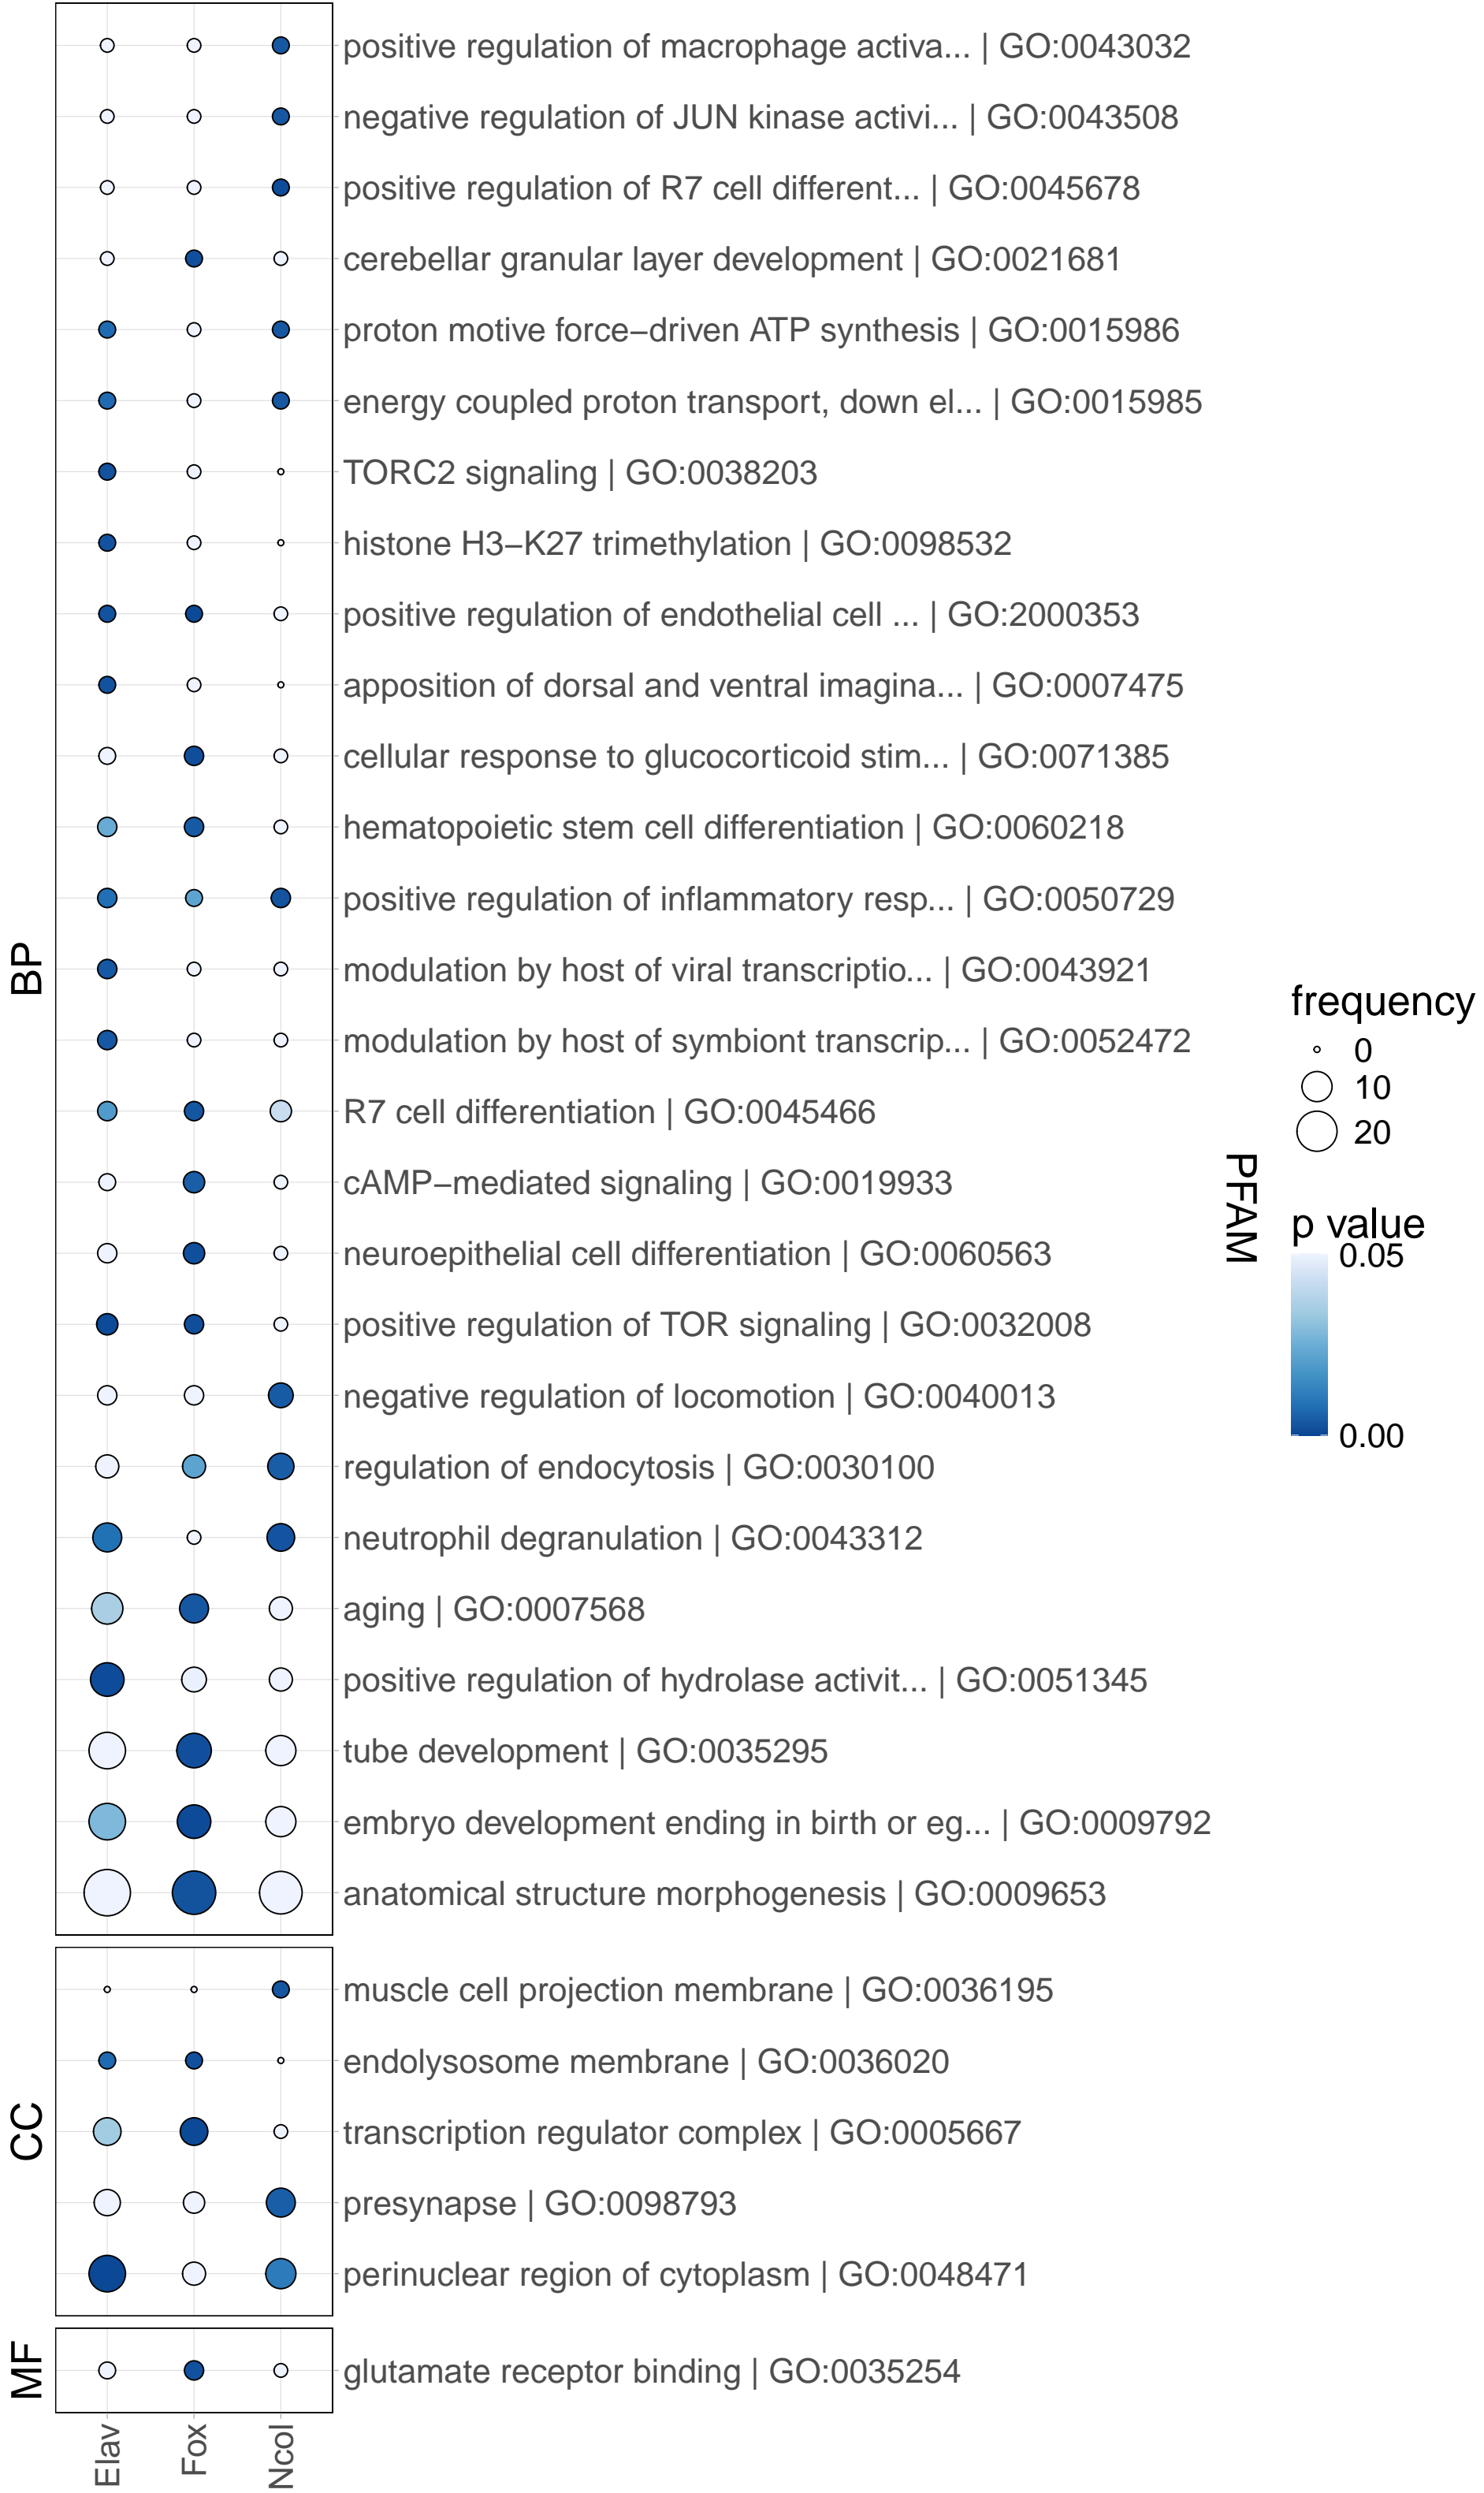 BP
positive regulation of macrophage activa... | GO:0043032
negative regulation of JUN kinase activi... | GO:0043508
positive regulation of R7 cell different... | GO:0045678
cerebellar granular layer development | GO:0021681
proton motive force−driven ATP synthesis | GO:0015986
energy coupled proton transport, down el... | GO:0015985
TORC2 signaling | GO:0038203
histone H3−K27 trimethylation | GO:0098532
positive regulation of endothelial cell ... | GO:2000353
apposition of dorsal and ventral imagina... | GO:0007475
cellular response to glucocorticoid stim... | GO:0071385
hematopoietic stem cell differentiation | GO:0060218
positive regulation of inflammatory resp... | GO:0050729
modulation by host of viral transcriptio... | GO:0043921
modulation by host of symbiont transcrip... | GO:0052472
R7 cell differentiation | GO:0045466
cAMP−mediated signaling | GO:0019933
neuroepithelial cell differentiation | GO:0060563
positive regulation of TOR signaling | GO:0032008
negative regulation of locomotion | GO:0040013
regulation of endocytosis | GO:0030100
neutrophil degranulation | GO:0043312
aging | GO:0007568
positive regulation of hydrolase activit... | GO:0051345
tube development | GO:0035295
embryo development ending in birth or eg... | GO:0009792
anatomical structure morphogenesis | GO:0009653
CC
muscle cell projection membrane | GO:0036195
endolysosome membrane | GO:0036020
transcription regulator complex | GO:0005667
presynapse | GO:0098793
perinuclear region of cytoplasm | GO:0048471
MF
glutamate receptor binding | GO:0035254
Elav
Fox
Ncol
PFAM
frequency
0
10
20
p value
0.05
0.00